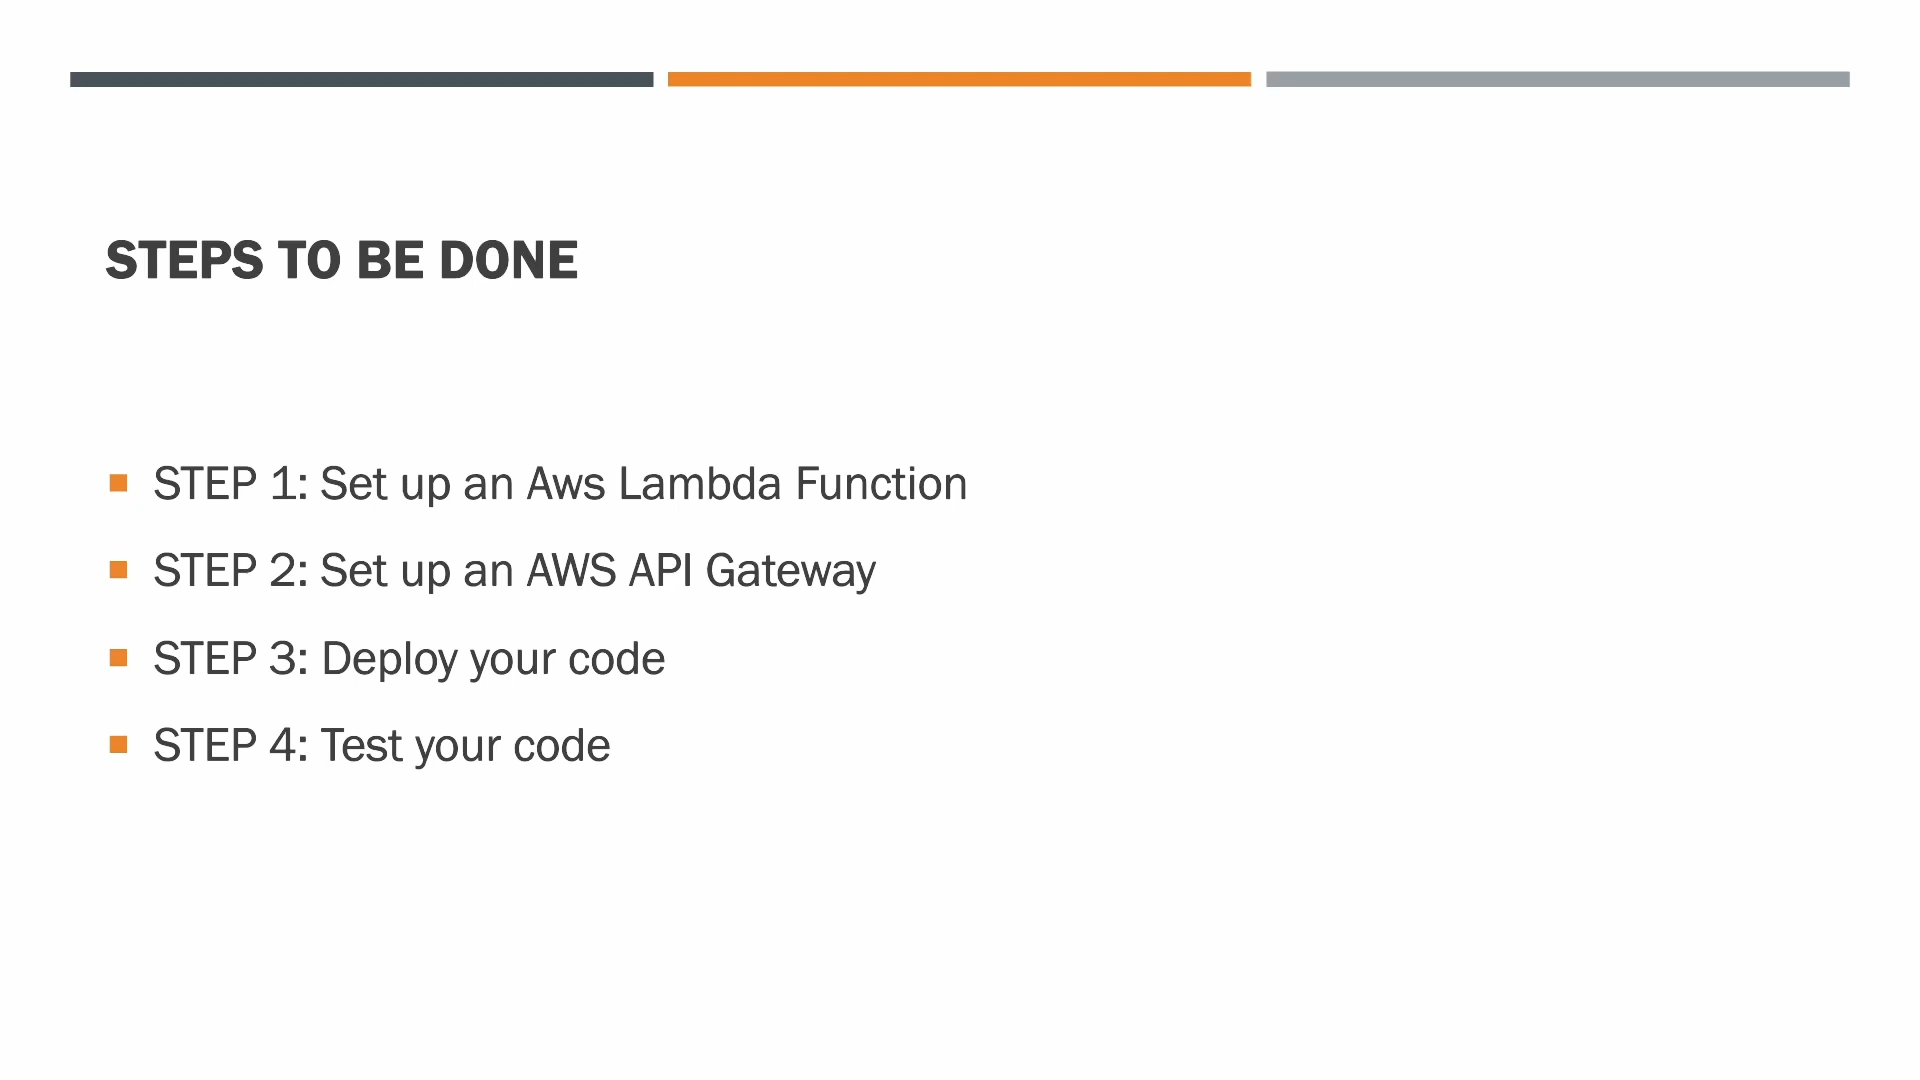 STEPS TO BE DONE
STEP 1: Set up an Aws Lambda Function
STEP 2: Set up an AWS API Gateway
STEP 3: Deploy your code
STEP 4: Test your code